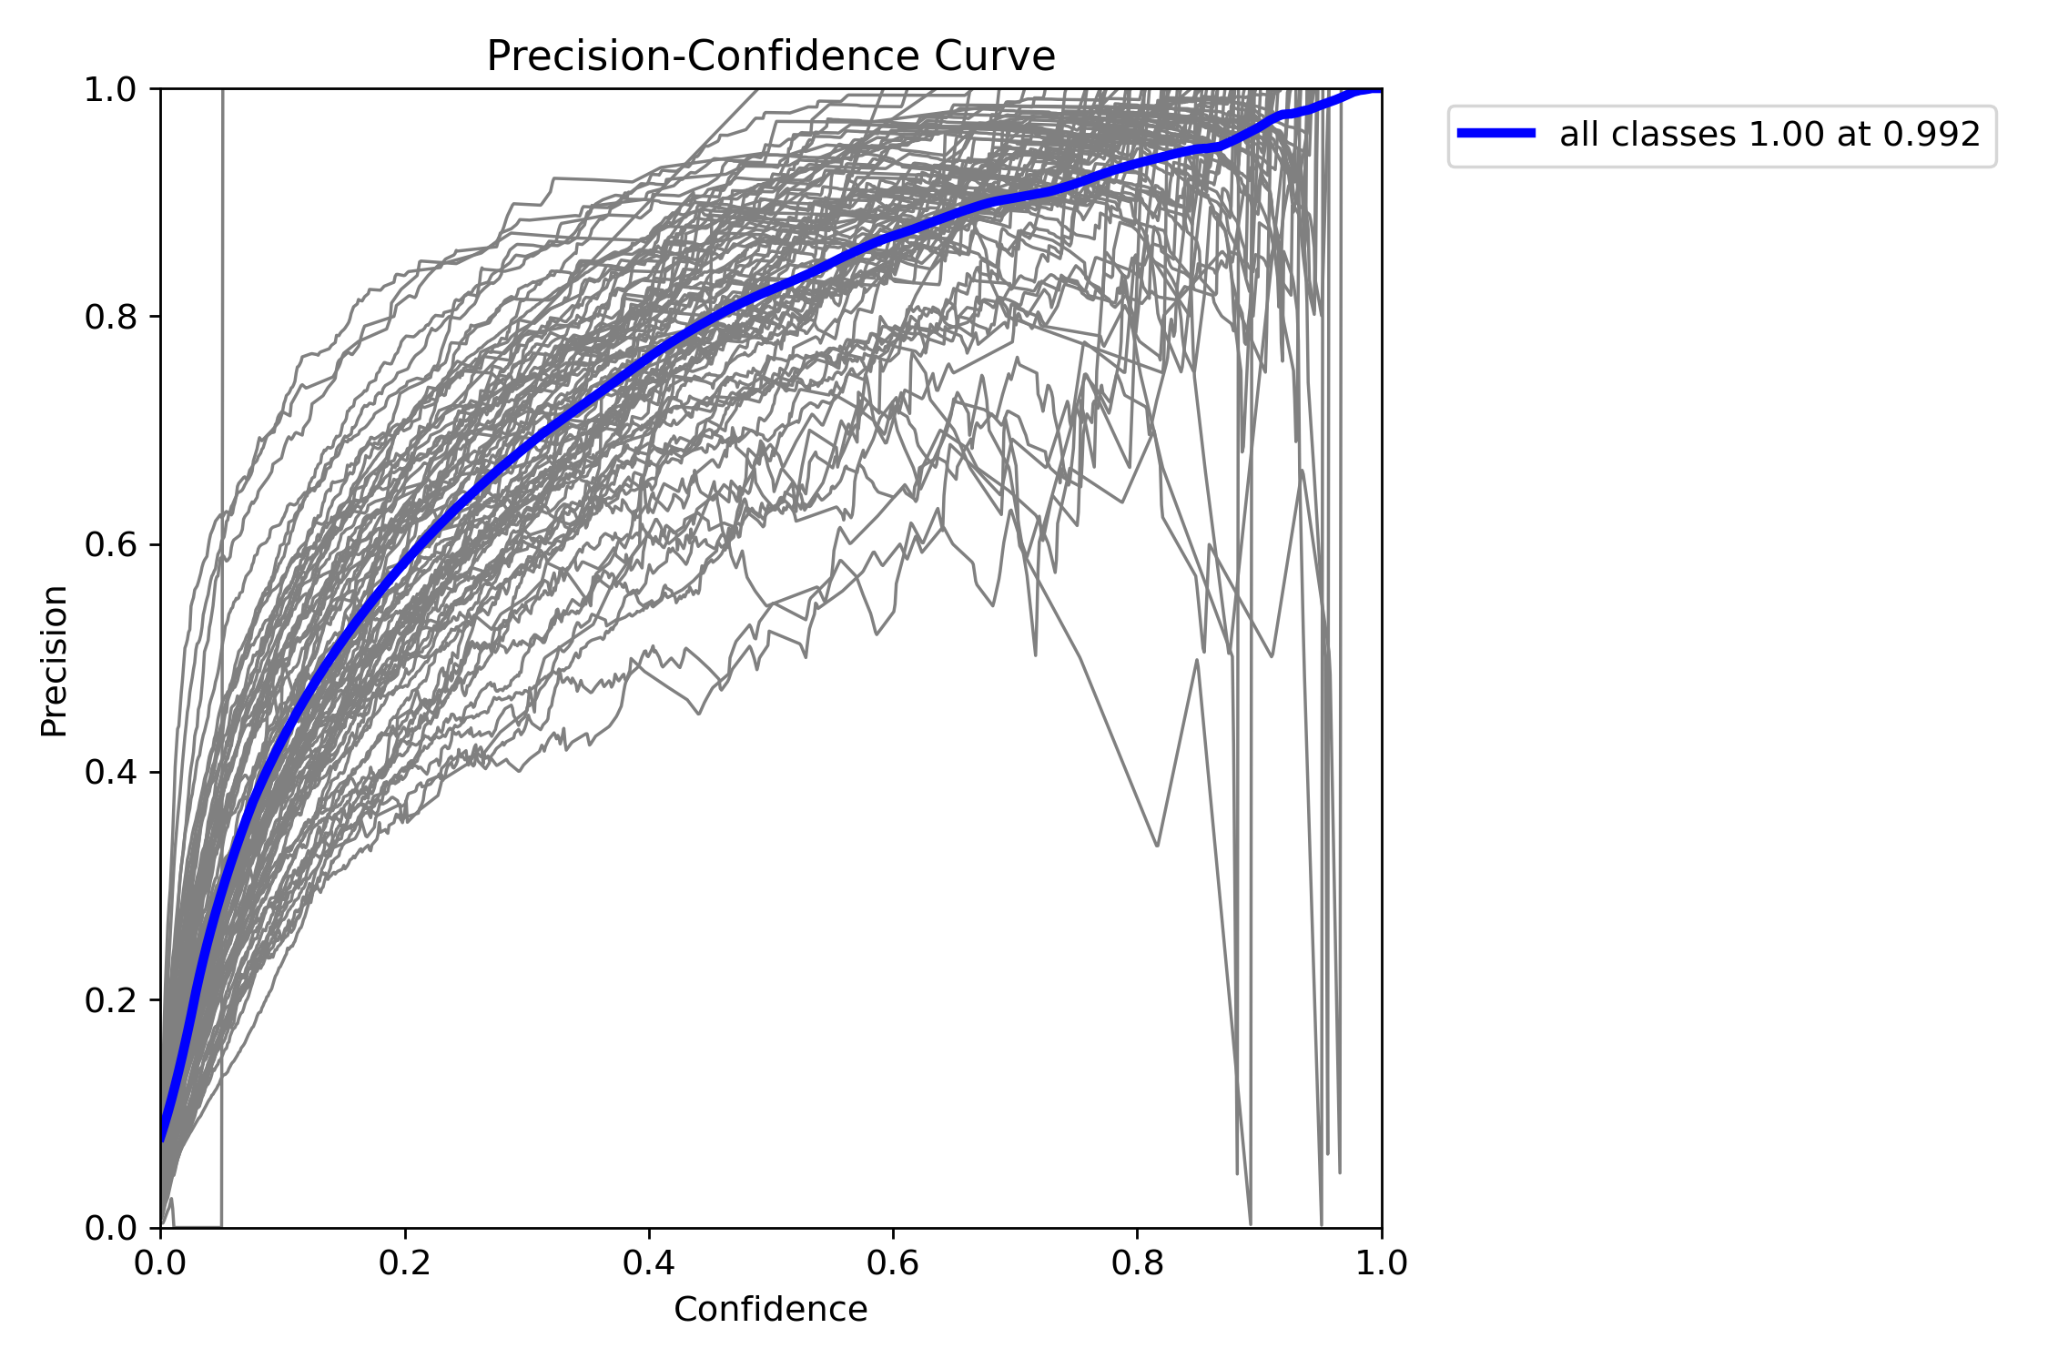 Precision-Confidence Curve
all classes 1.00 at 0.992
Precision
1.0
0.8
0.6
0.4
0.2
0.0
0.0 0.2 0.4 0.6 0.8 1.0
Confidence